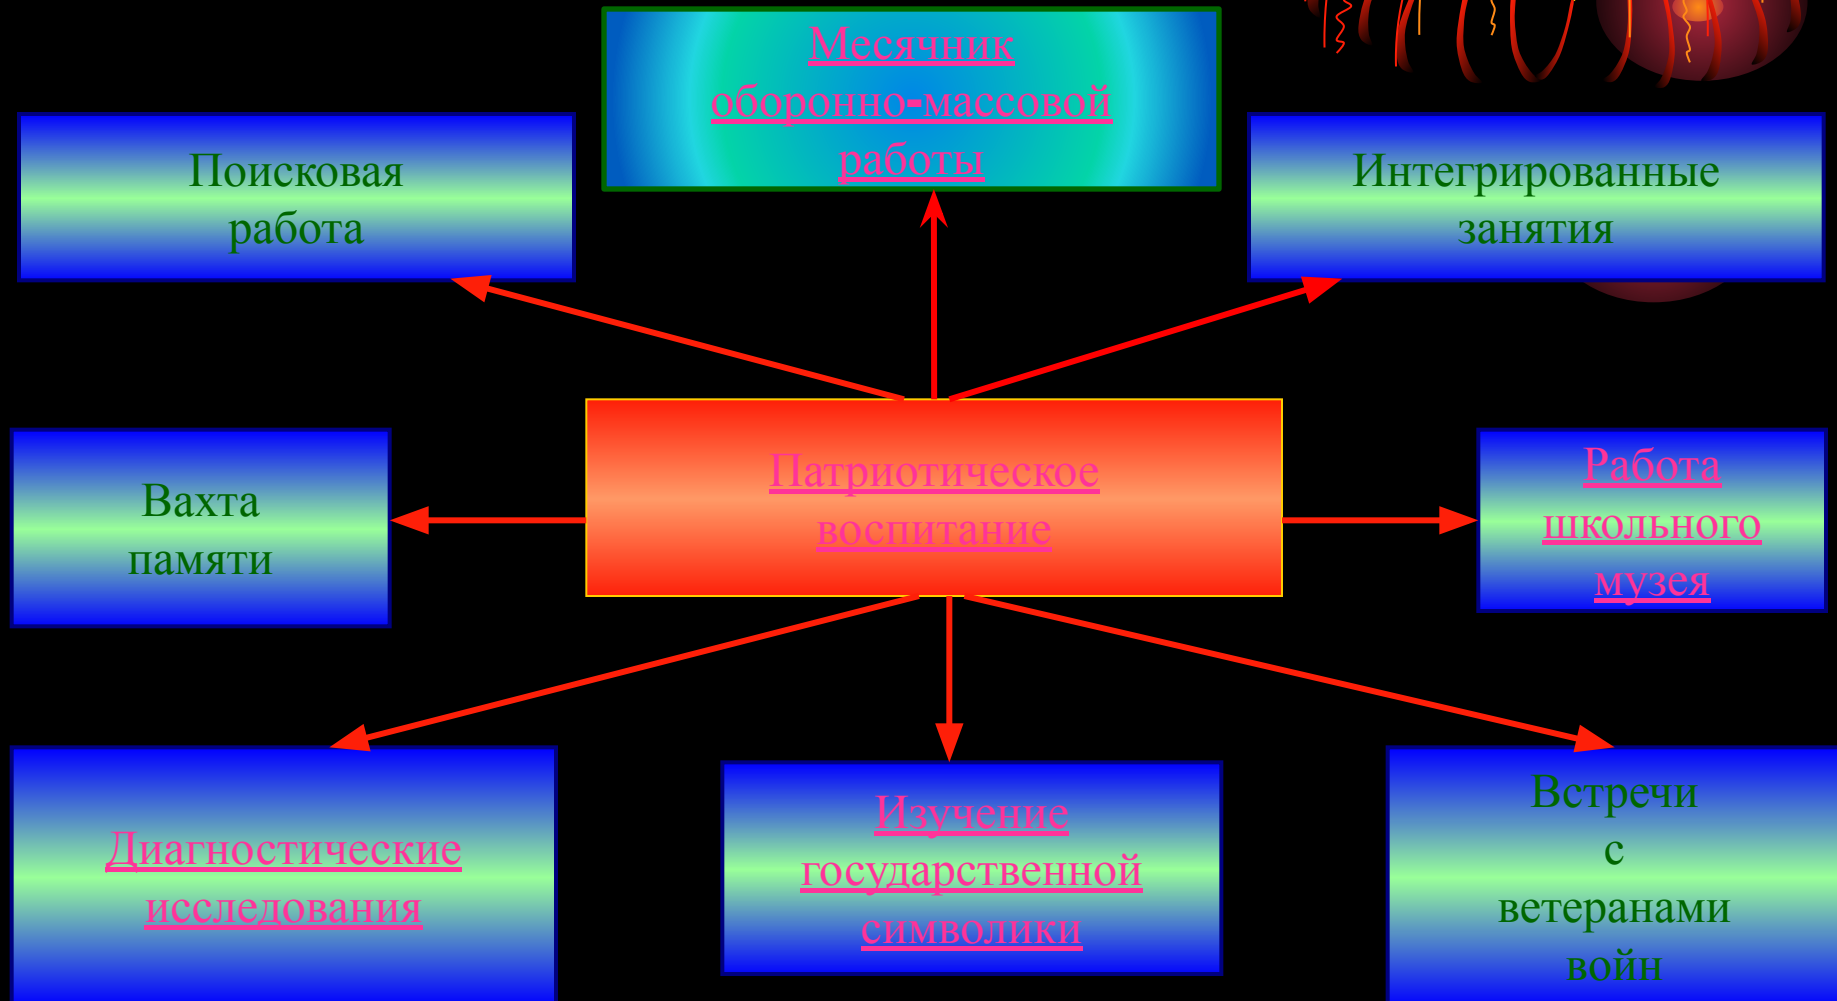 Месячник
оборонно-массовой
работы
Поисковая
работа
Интегрированные
занятия
Патриотическое
воспитание
Вахта
памяти
Работа
школьного
музея
Диагностические
исследования
Изучение
государственной
символики
Встречи
с
ветеранами
войн